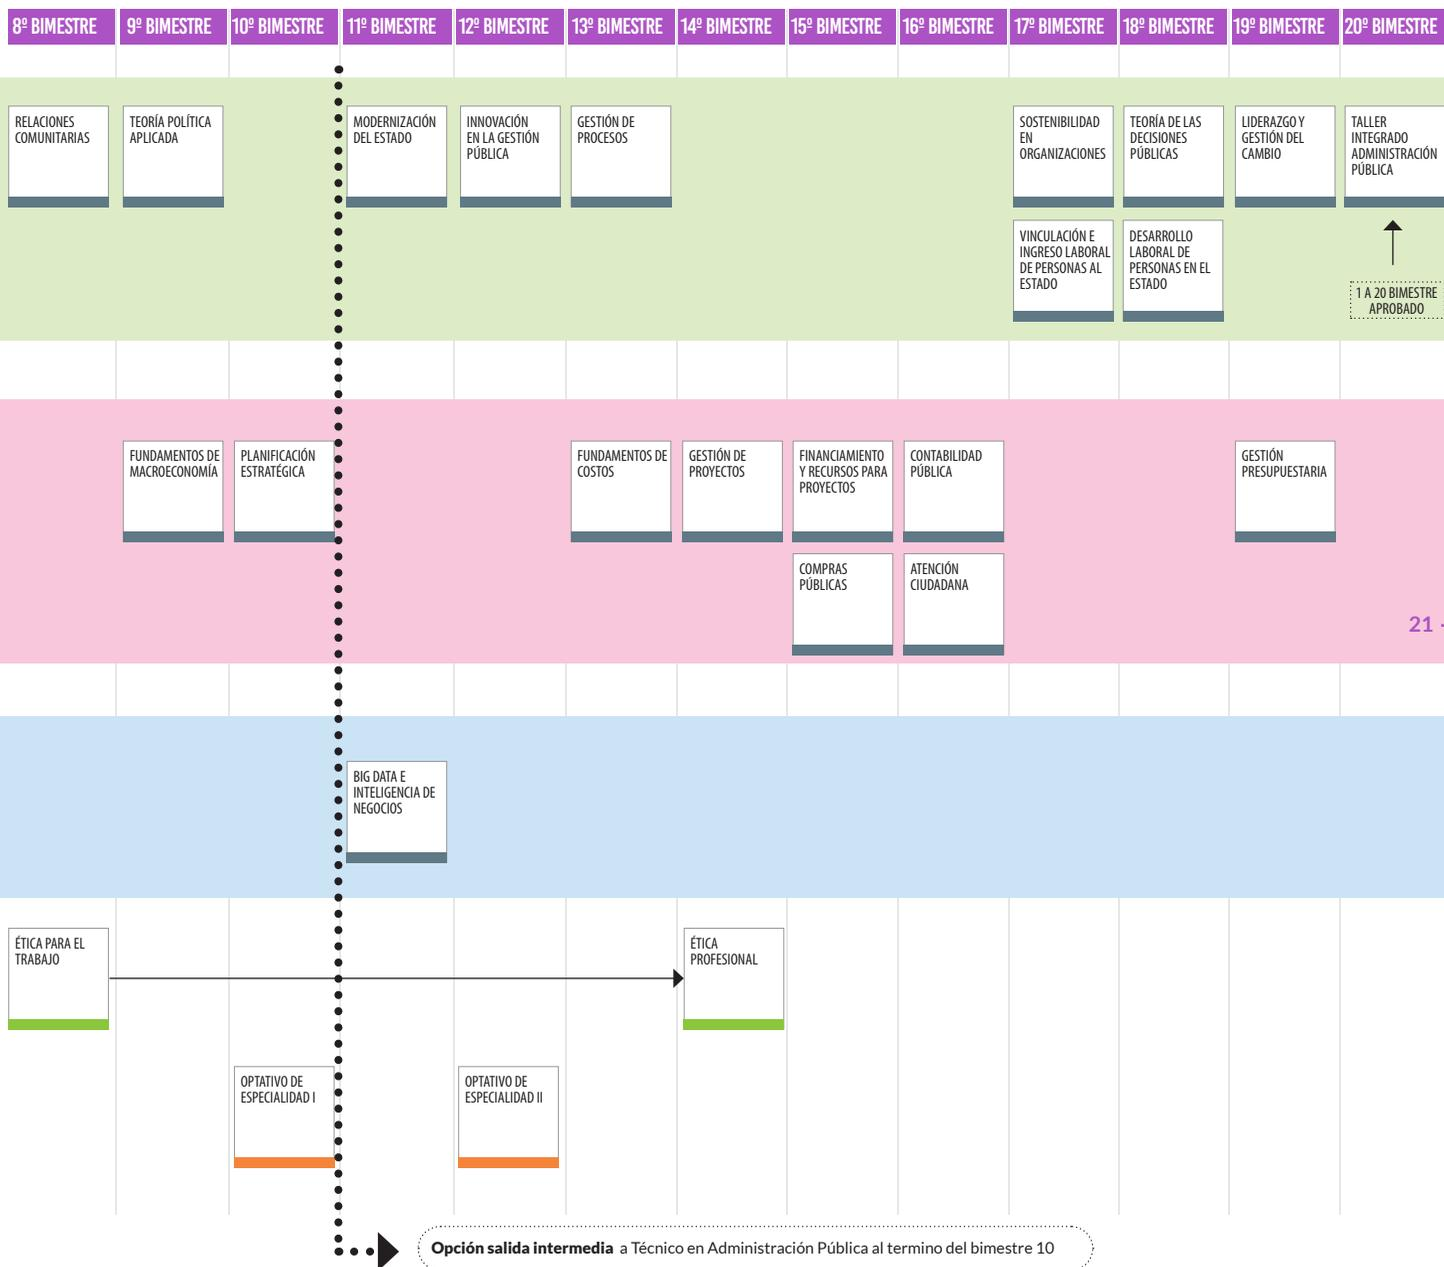 8º BIMESTRE
9º BIMESTRE
10º BIMESTRE
11º BIMESTRE
12º BIMESTRE
13º BIMESTRE
14º BIMESTRE
15º BIMESTRE
16º BIMESTRE
17º BIMESTRE
18º BIMESTRE
19º BIMESTRE
20º BIMESTRE
RELACIONES
COMUNITARIAS
TEORÍA POLÍTICA
APLICADA
MODERNIZACIÓN
DEL ESTADO
INNOVACIÓN
EN LA GESTIÓN
PÚBLICA
GESTIÓN DE
PROCESOS
SOSTENIBILIDAD
EN
ORGANIZACIONES
TEORÍA DE LAS
DECISIONES
PÚBLICAS
LIDERAZGO Y
GESTIÓN DEL
CAMBIO
TALLER
INTEGRADO
ADMINISTRACIÓN
PÚBLICA
VINCULACIÓN E
INGRESO LABORAL
DE PERSONAS AL
ESTADO
DESARROLLO
LABORAL DE
PERSONAS EN EL
ESTADO
1 A 20 BIMESTRE
APROBADO
FUNDAMENTOS DE
MACROECONOMÍA
PLANIFICACIÓN
ESTRATÉGICA
FUNDAMENTOS DE
COSTOS
GESTIÓN DE
PROYECTOS
FINANCIAMIENTO
Y RECURSOS PARA
PROYECTOS
CONTABILIDAD
PÚBLICA
GESTIÓN
PRESUPUESTARIA
COMPRAS
PÚBLICAS
ATENCIÓN
CIUDADANA
21 -
BIG DATA E
INTELIGENCIA DE
NEGOCIOS
ÉTICA PARA EL
TRABAJO
ÉTICA
PROFESIONAL
OPTATIVO DE
ESPECIALIDAD I
OPTATIVO DE
ESPECIALIDAD II
Opción salida intermedia a Técnico en Administración Pública al termino del bimestre 10